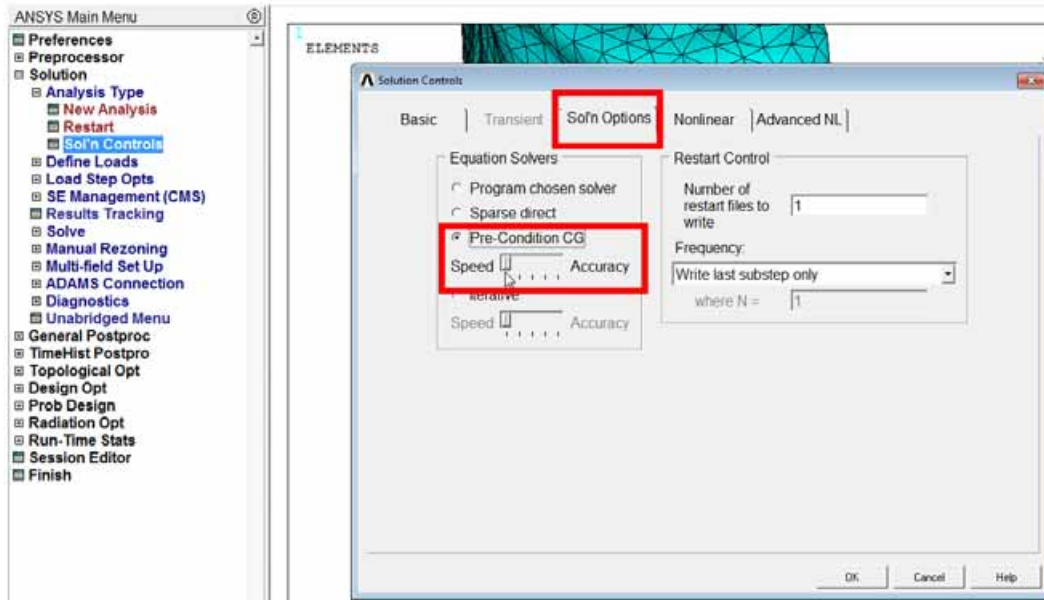 ANSYS Main Menu
Preferences
Preprocessor
Solution
Analysis Type
New Analysis
Restart
Sol'n Controls
Define Loads
Load Step Opts
SE Management (CMS)
Results Tracking
Solve
Manual Rezoning
Multi-field Set Up
ADAMS Connection
Diagnostics
Unabridged Menu
General Postproc
TimeHist Postpro
Topological Opt
Design Opt
Prob Design
Radiation Opt
Run-Time Stats
Session Editor
Finish
1
ELEMENTS
Solution Controls
Basic
Transient
Sol'n Options
Nonlinear
Advanced NL
Equation Solvers
Program chosen solver
Sparse direct
Pre-Condition CG
Speed Accuracy
Iterative
Speed Accuracy
Restart Control
Number of
restart files to
write
1
Frequency:
Write last substep only
where N =
1
OK
Cancel
Help